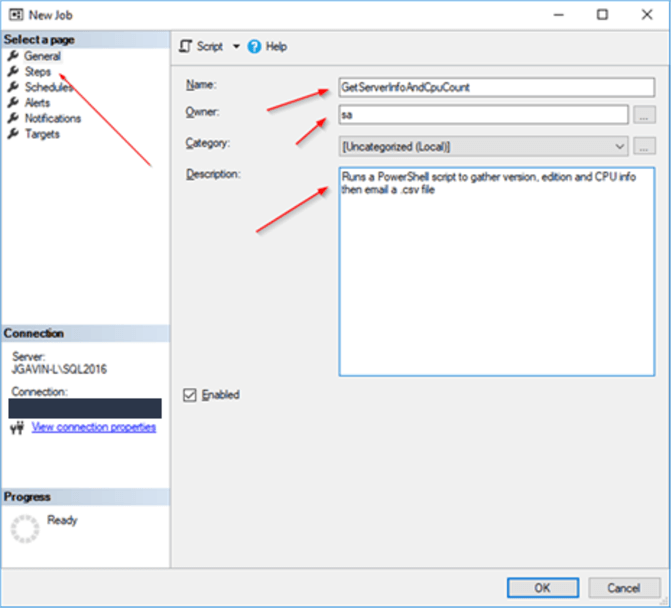 New Job
Select a page
General
Steps
Schedules
Alerts
Notifications
Targets
Script
Help
Name:
GetServerInfoAndCpuCount
Owner:
sa
...
Category:
[Uncategorized (Local)]
...
Description:
Runs a PowerShell script to gather version, edition and CPU info
then email a .csv file
Enabled
Connection
Server:
JGAVIN-L\SQL2016
Connection:
View connection properties
Progress
Ready
OK
Cancel